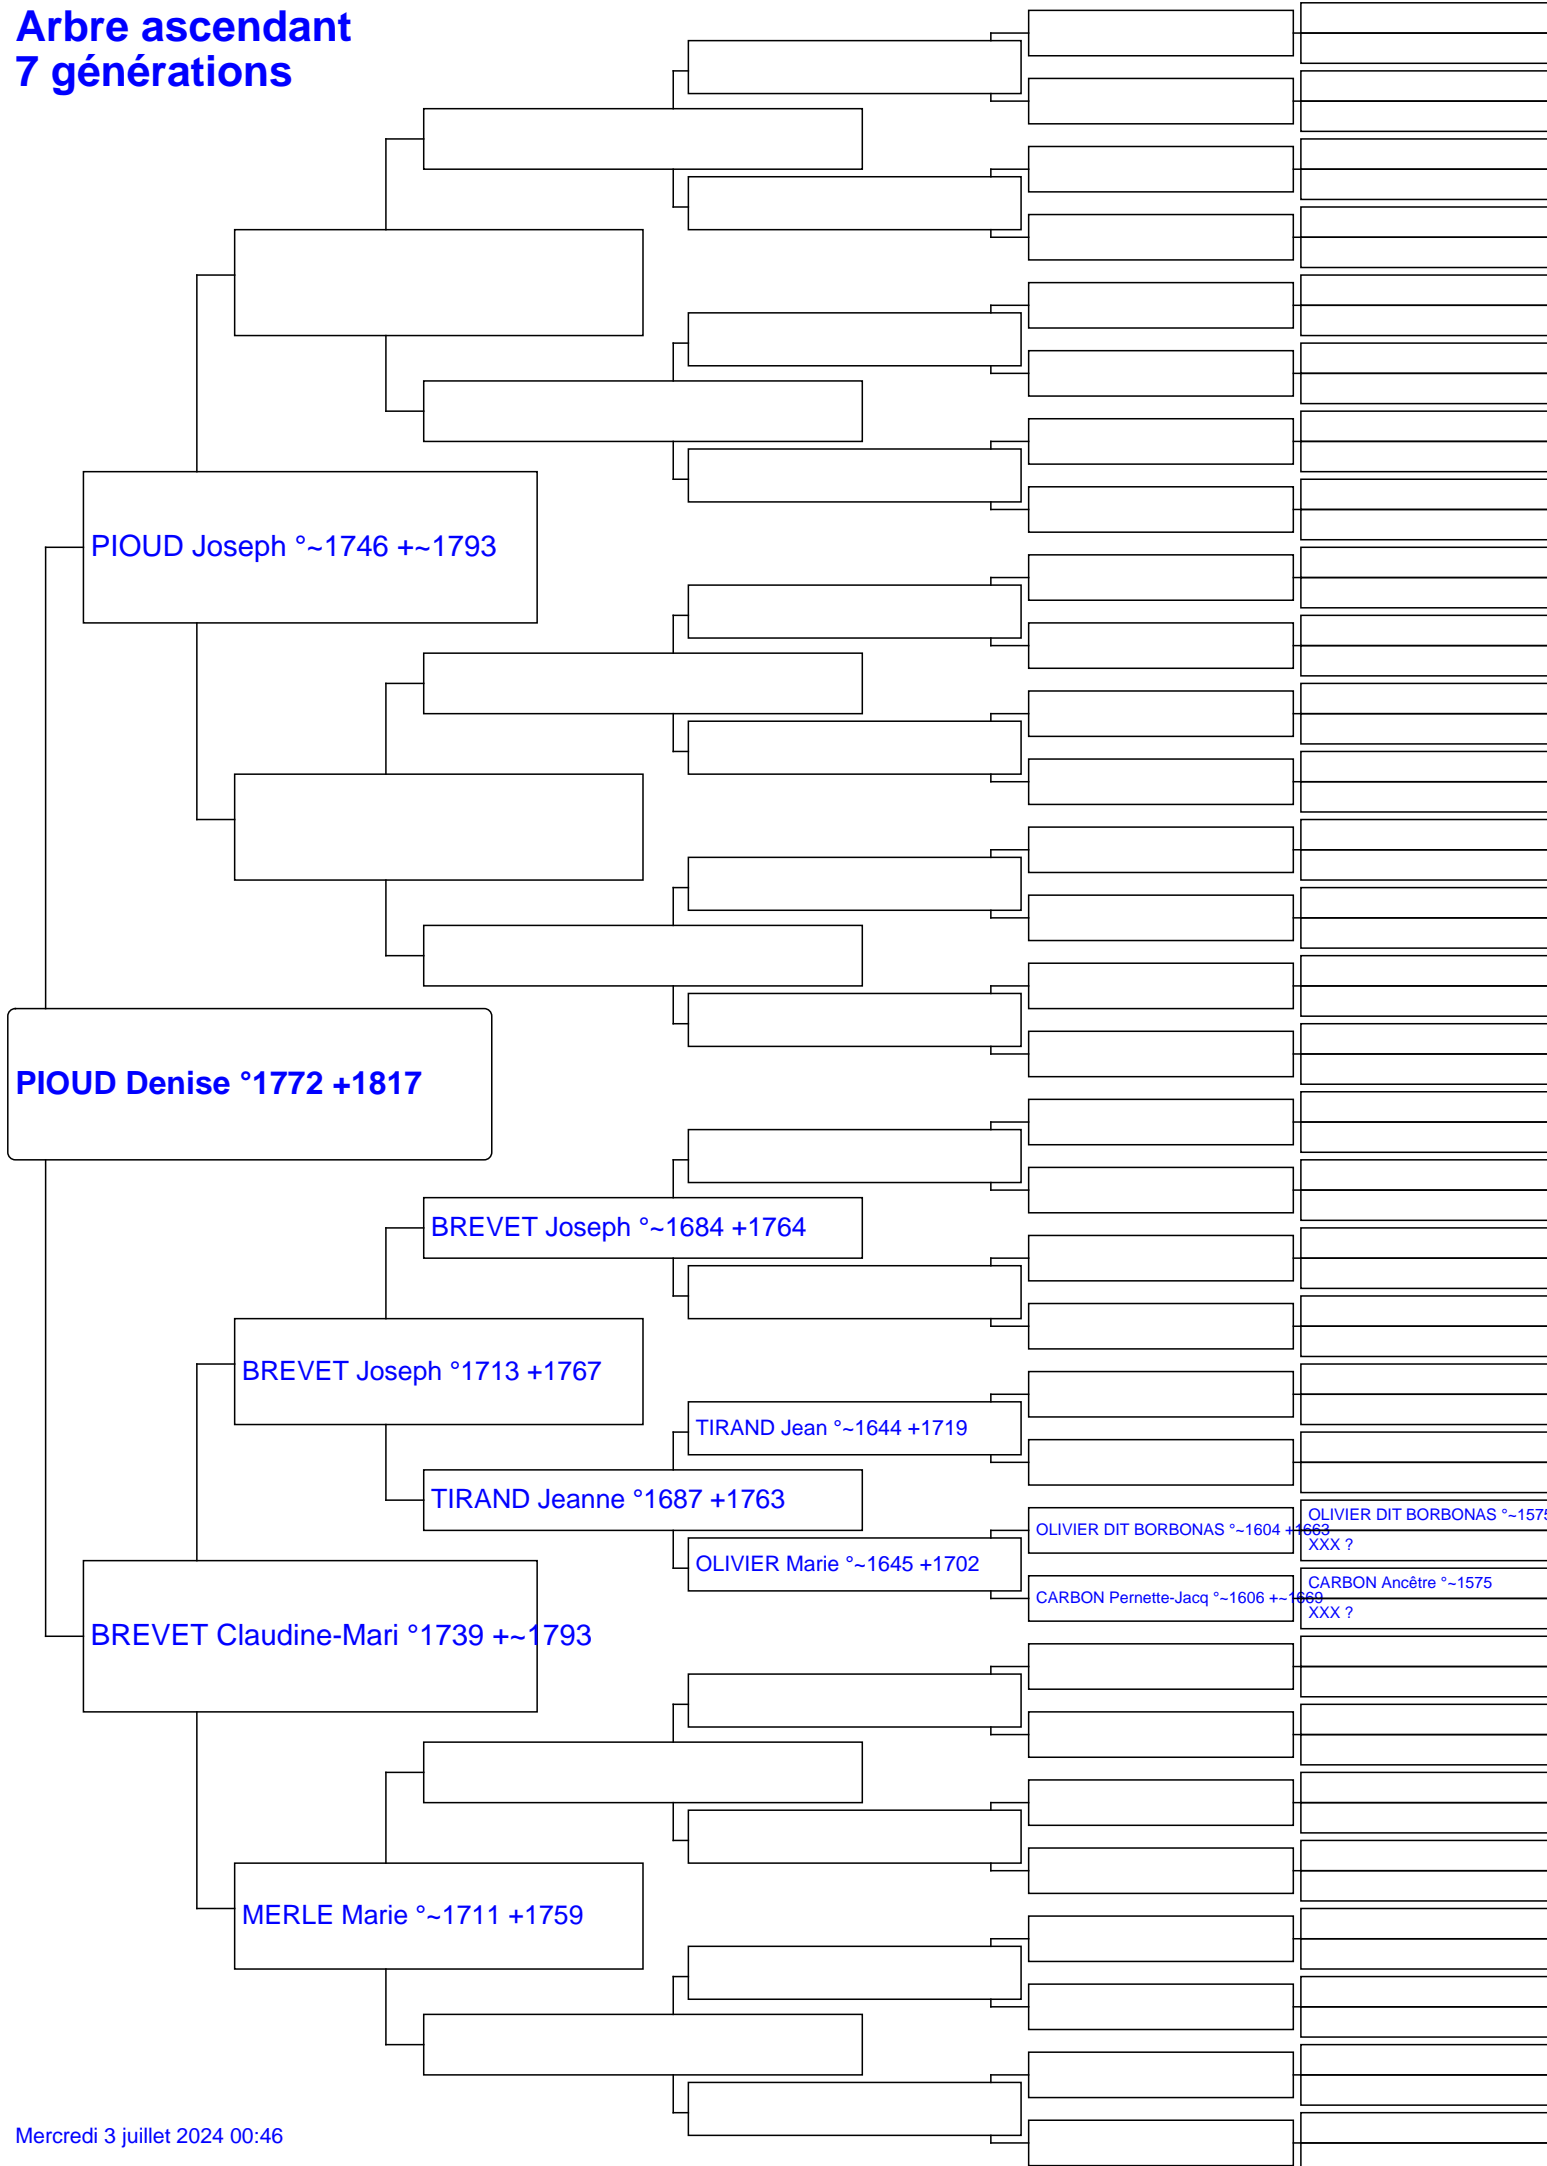 Arbre ascendant
7 générations
PIOUD Joseph °~1746 +~1793
PIOUD Denise °1772 +1817
BREVET Joseph °~1684 +1764
BREVET Joseph °1713 +1767
TIRAND Jean °~1644 +1719
TIRAND Jeanne °1687 +1763
OLIVIER DIT BORBONAS °~1575
OLIVIER DIT BORBONAS °~1604 +1663
XXX ?
OLIVIER Marie °~1645 +1702
CARBON Ancêtre °~1575
CARBON Pernette-Jacq °~1606 +~1669
XXX ?
BREVET Claudine-Mari °1739 +~1793
MERLE Marie °~1711 +1759
Mercredi 3 juillet 2024 00:46